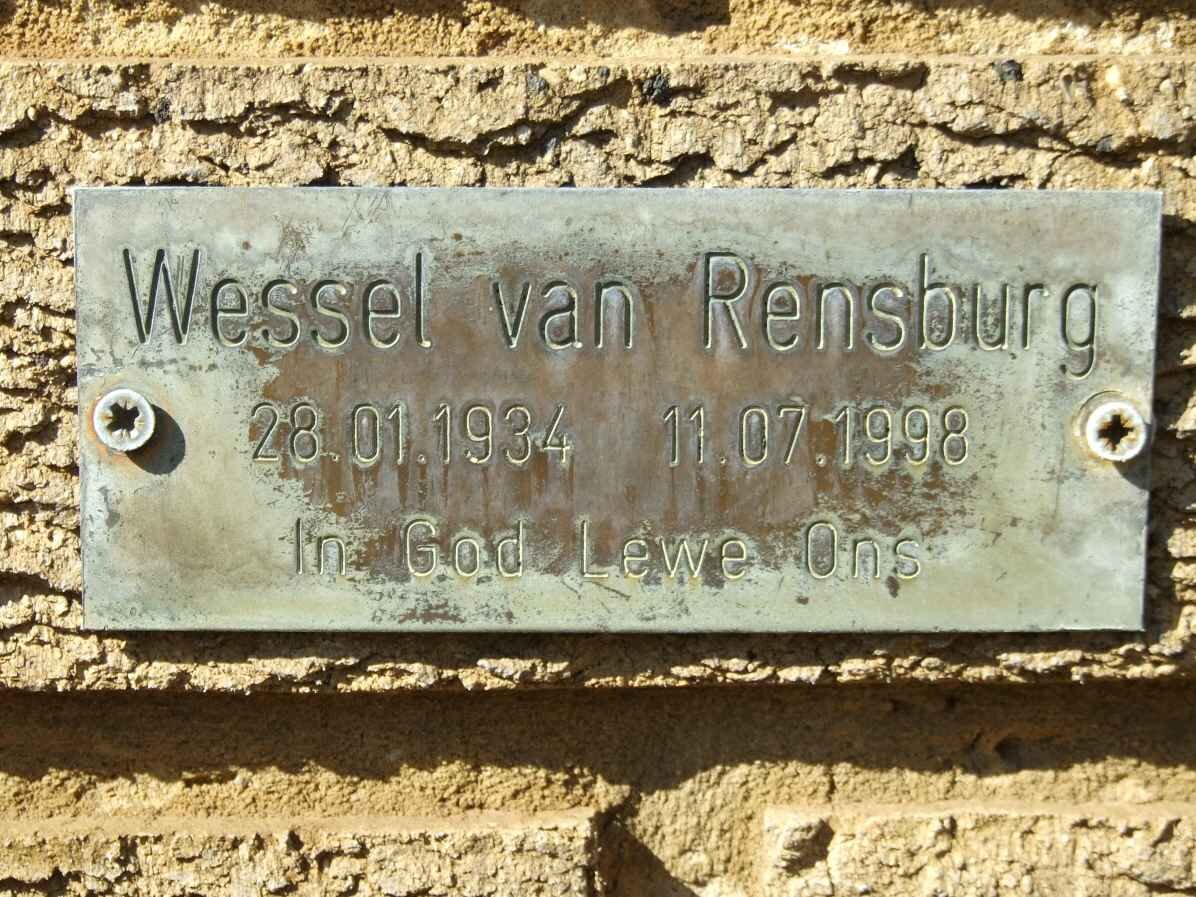 Wessel van Rensburg
28.01.1934 11.07.1998
In God Lewe Ons